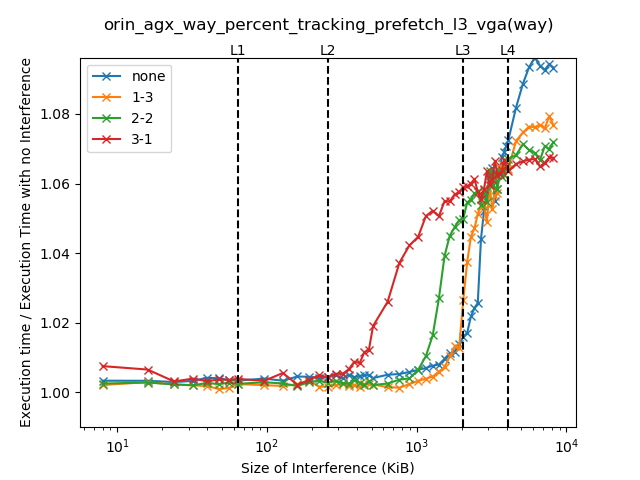 orin_agx_way_percent_tracking_prefetch_l3_vga(way)
L1 L2 L3 L4
none
1-3
2-2
3-1
1.08
1.06
1.04
1.02
1.00
Execution time / Execution Time with no Interference
10¹ 10² 10³ 10⁴
Size of Interference (KiB)